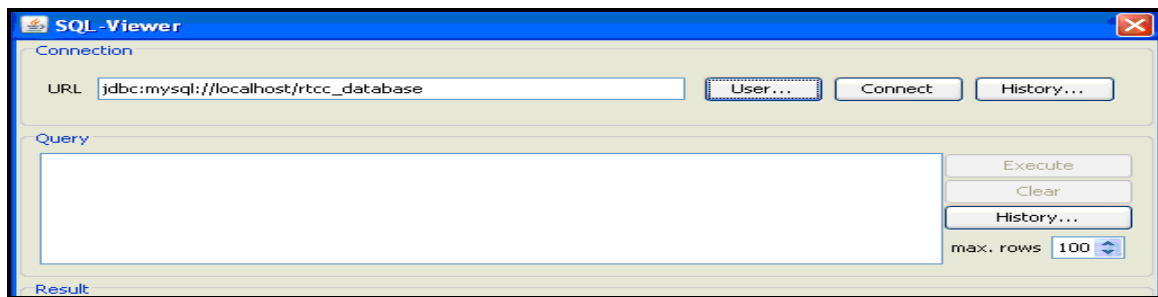 SQL-Viewer
Connection
URL jdbc:mysql://localhost/rtcc_database User... Connect History...
Query
Execute
Clear
History...
max. rows 100
Result